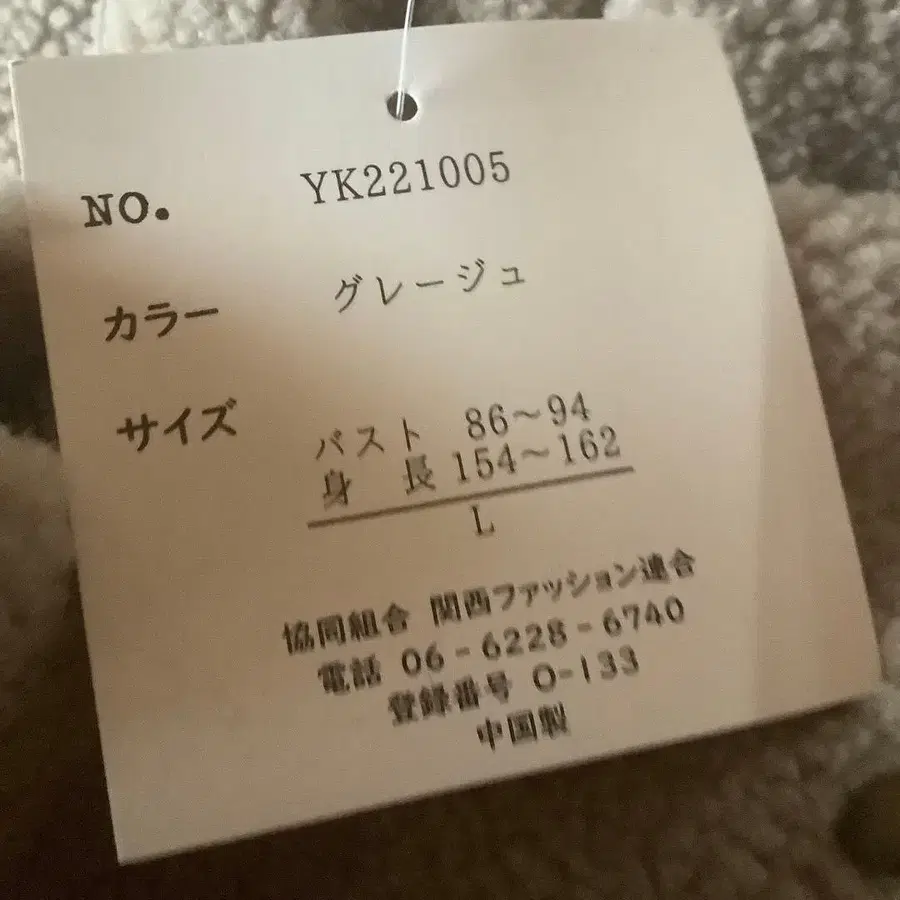 NO. YK221005
カラー グレージュ
サイズ バスト 86～94
身 長 154～162
L
協同組合 関西ファッション連合
電話 06-6228-6740
登録番号 O-133
中国製